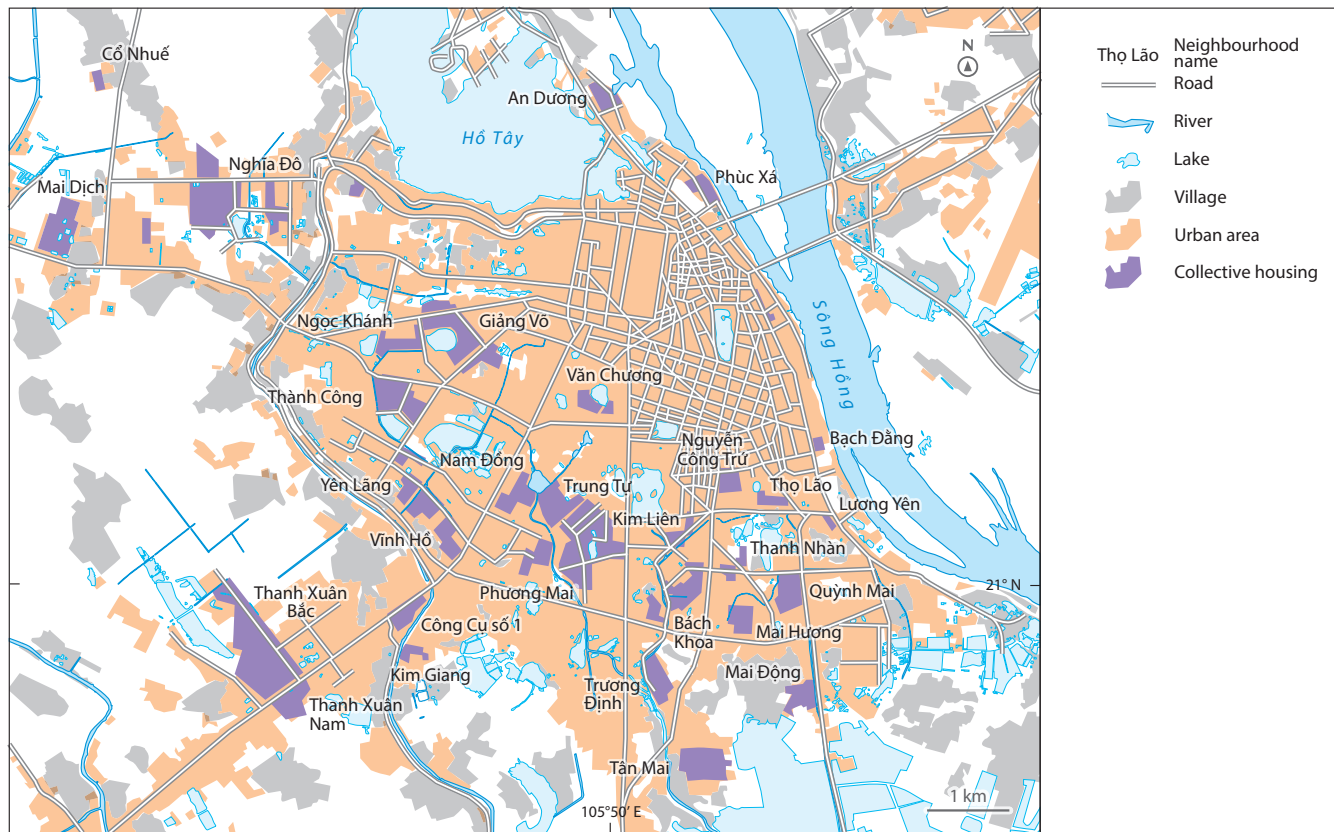 Cổ Nhuế
N
An Dương
Hồ Tây
Nghĩa Đô
Mai Dịch
Phùc Xá
Sông Hồng
Ngọc Khánh
Giảng Võ
Văn Chương
Thành Công
Nguyễn
Công Trứ
Bạch Đằng
Nam Đồng
Yên Lãng
Trung Tự
Thọ Lão
Kim Liên
Lương Yên
Vĩnh Hồ
Thanh Nhàn
21° N
Thanh Xuân
Bắc
Phương Mai
Quỳnh Mai
Công Cụ số 1
Bách
Khoa
Mai Hương
Kim Giang
Mai Động
Trương
Định
Thanh Xuân
Nam
Tân Mai
105°50' E
1 km
Thọ Lão
Neighbourhood
name
Road
River
Lake
Village
Urban area
Collective housing